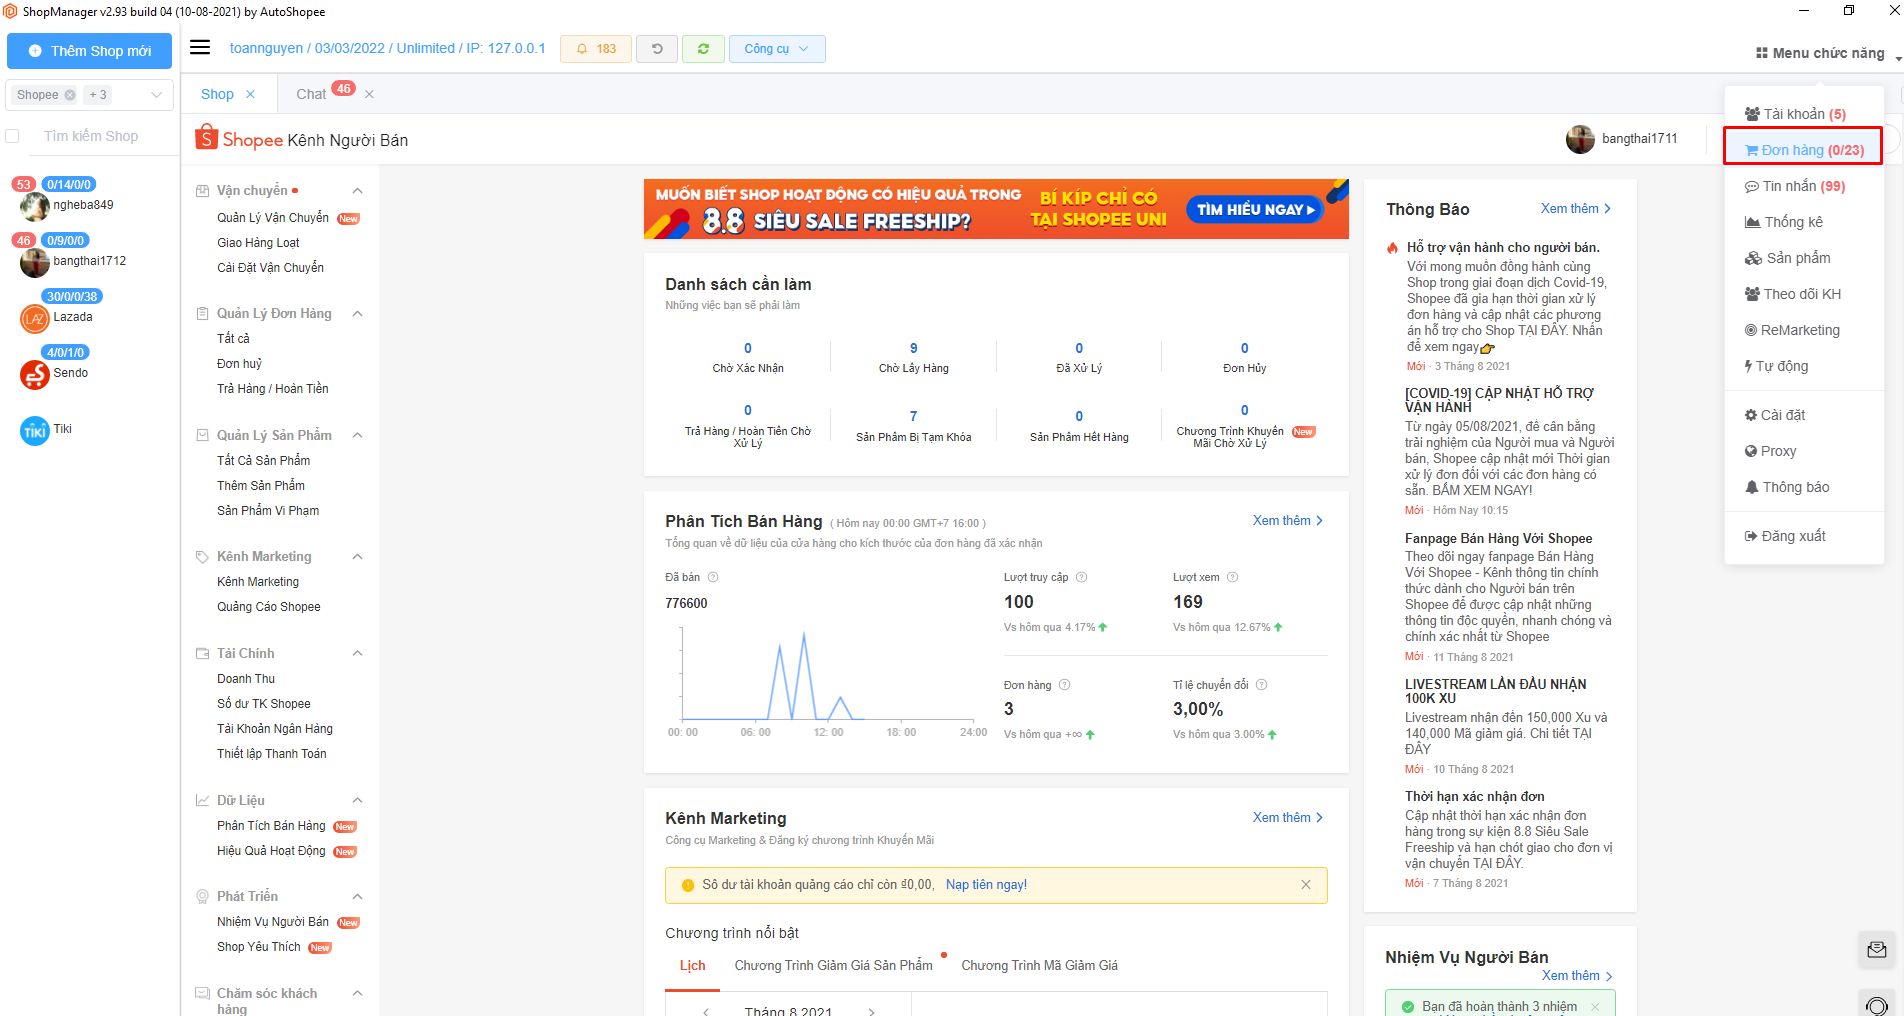 ShopManager v2.93 build 04 (10-08-2021) by AutoShopee
Thêm Shop mới
toannguyen / 03/03/2022 / Unlimited / IP: 127.0.0.1
183
Công cụ
Menu chức năng
Shopee
+ 3
Tìm kiếm Shop
53
0/14/0/0
ngheba849
46
0/9/0/0
bangthai1712
30/0/0/38
LAZ
Lazada
4/0/1/0
Sendo
TIKI
Tiki
Shop
Chat
46
Shopee Kênh Người Bán
bangthai1711
Tài khoản (5)
Đơn hàng (0/23)
Tin nhắn (99)
Thống kê
Sản phẩm
Theo dõi KH
ReMarketing
Tự động
Cài đặt
Proxy
Thông báo
Đăng xuất
Vận chuyển
Quản Lý Vận Chuyển New
Giao Hàng Loạt
Cài Đặt Vận Chuyển
Quản Lý Đơn Hàng
Tất cả
Đơn huỷ
Trả Hàng / Hoàn Tiền
Quản Lý Sản Phẩm
Tất Cả Sản Phẩm
Thêm Sản Phẩm
Sản Phẩm Vi Phạm
Kênh Marketing
Kênh Marketing
Quảng Cáo Shopee
Tài Chính
Doanh Thu
Số dư TK Shopee
Tài Khoản Ngân Hàng
Thiết lập Thanh Toán
Dữ Liệu
Phân Tích Bán Hàng New
Hiệu Quả Hoạt Động New
Phát Triển
Nhiệm Vụ Người Bán New
Shop Yêu Thích New
Chăm sóc khách
hàng
MUỐN BIẾT SHOP HOẠT ĐỘNG CÓ HIỆU QUẢ TRONG
8.8 SIÊU SALE FREESHIP?
BÍ KÍP CHỈ CÓ
TẠI SHOPEE UNI
TÌM HIỂU NGAY
Danh sách cần làm
Những việc bạn sẽ phải làm
0
Chờ Xác Nhận
9
Chờ Lấy Hàng
0
Đã Xử Lý
0
Đơn Hủy
0
Trả Hàng / Hoàn Tiền Chờ
Xử Lý
7
Sản Phẩm Bị Tạm Khóa
0
Sản Phẩm Hết Hàng
0
Chương Trình Khuyến
Mãi Chờ Xử Lý
New
Phân Tích Bán Hàng ( Hôm nay 00:00 GMT+7 16:00 )
Xem thêm
Tổng quan về dữ liệu của cửa hàng cho kích thước của đơn hàng đã xác nhận
Đã bán
776600
00: 00
06: 00
12: 00
18: 00
24:00
Lượt truy cập
100
Vs hôm qua 4.17%
Lượt xem
169
Vs hôm qua 12.67%
Đơn hàng
3
Vs hôm qua +∞
Tỉ lệ chuyển đổi
3,00%
Vs hôm qua 3.00%
Kênh Marketing
Xem thêm
Công cụ Marketing & Đăng ký chương trình Khuyến Mãi
Số dư tài khoản quảng cáo chỉ còn ₫0,00, Nạp tiền ngay!
Chương trình nổi bật
Lịch
Chương Trình Giảm Giá Sản Phẩm
Chương Trình Mã Giảm Giá
Tháng 8 2021
Thông Báo
Xem thêm
Hỗ trợ vận hành cho người bán.
Với mong muốn đồng hành cùng
Shop trong giai đoạn dịch Covid-19,
Shopee đã gia hạn thời gian xử lý
đơn hàng và cập nhật các phương
án hỗ trợ cho Shop TẠI ĐÂY. Nhấn
để xem ngay👉
Mới · 3 Tháng 8 2021
[COVID-19] CẬP NHẬT HỖ TRỢ
VẬN HÀNH
Từ ngày 05/08/2021, để cân bằng
trải nghiệm của Người mua và Người
bán, Shopee cập nhật mới Thời gian
xử lý đơn đối với các đơn hàng có
sẵn. BẤM XEM NGAY!
Mới · Hôm Nay 10:15
Fanpage Bán Hàng Với Shopee
Theo dõi ngay fanpage Bán Hàng
Với Shopee - Kênh thông tin chính
thức dành cho Người bán trên
Shopee để được cập nhật những
thông tin độc quyền, nhanh chóng và
chính xác nhất từ Shopee
Mới · 11 Tháng 8 2021
LIVESTREAM LẦN ĐẦU NHẬN
100K XU
Livestream nhận đến 150,000 Xu và
140,000 Mã giảm giá. Chi tiết TẠI
ĐÂY
Mới · 10 Tháng 8 2021
Thời hạn xác nhận đơn
Cập nhật thời hạn xác nhận đơn
hàng trong sự kiện 8.8 Siêu Sale
Freeship và hạn chót giao cho đơn vị
vận chuyển TẠI ĐÂY.
Mới · 7 Tháng 8 2021
Nhiệm Vụ Người Bán
Xem thêm
Bạn đã hoàn thành 3 nhiệm